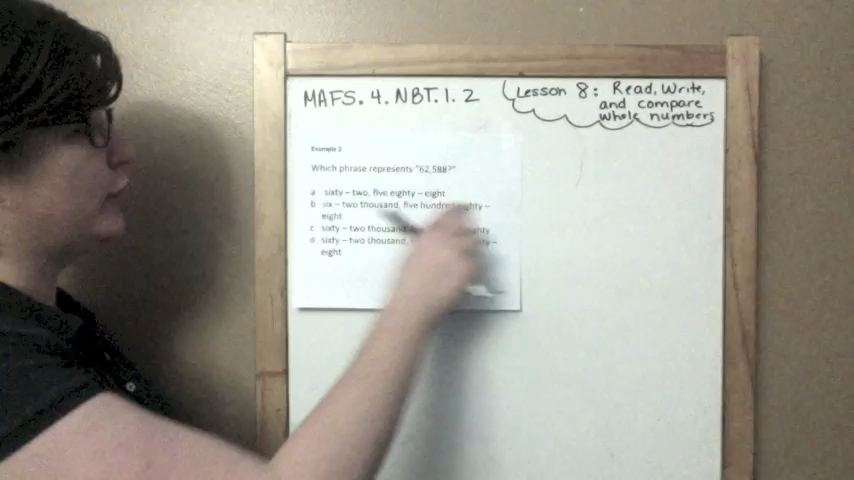 MAFS.4.NBT.1.2
Lesson 8: Read, Write,
and compare
whole numbers
Example 2
Which phrase represents "62,588?"
a sixty – two, five eighty – eight
b six – two thousand, five hundred eighty –
eight
c sixty – two thousand
d sixty – two thousand,
eight